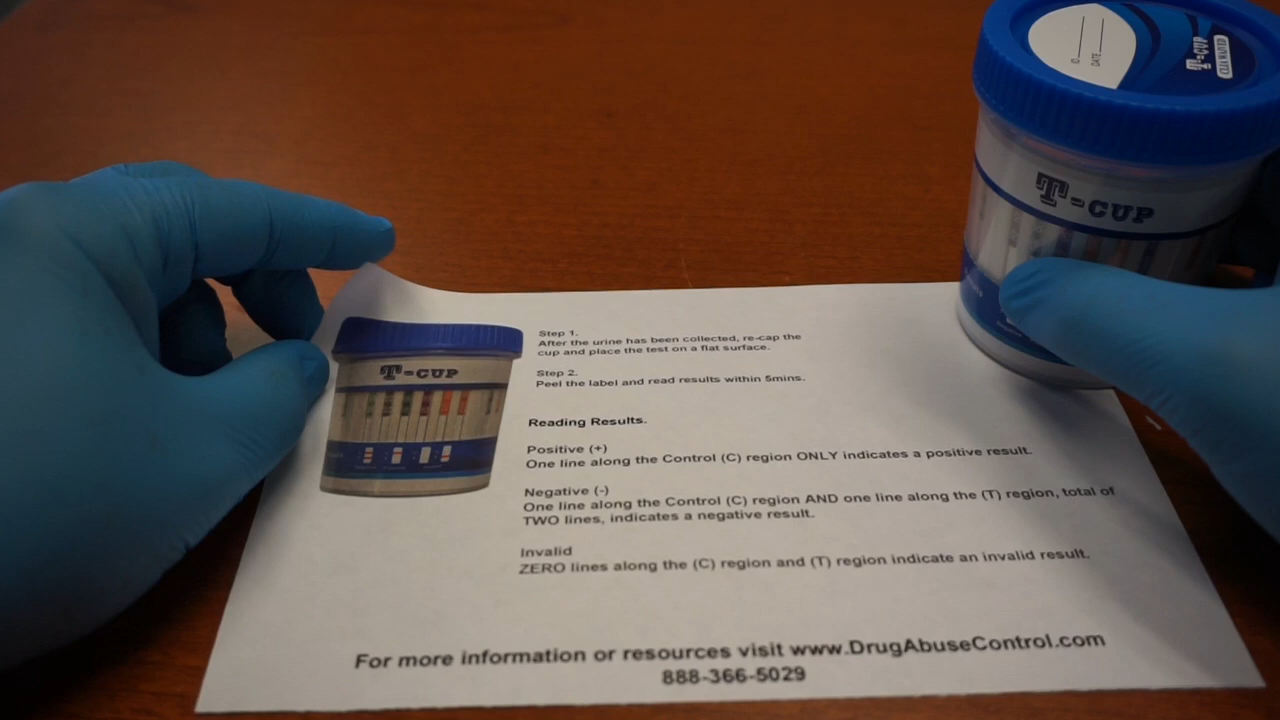 ID
DATE
T-CUP
CLIA WAIVED
T-CUP
T-CUP
Step 1.
After the urine has been collected, re-cap the
cup and place the test on a flat surface.
Step 2.
Peel the label and read results within 5mins.
Reading Results.
Positive (+)
One line along the Control (C) region ONLY indicates a positive result.
Negative (-)
One line along the Control (C) region AND one line along the (T) region, total of
TWO lines, indicates a negative result.
Invalid
ZERO lines along the (C) region and (T) region indicate an invalid result.
For more information or resources visit www.DrugAbuseControl.com
888-366-5029